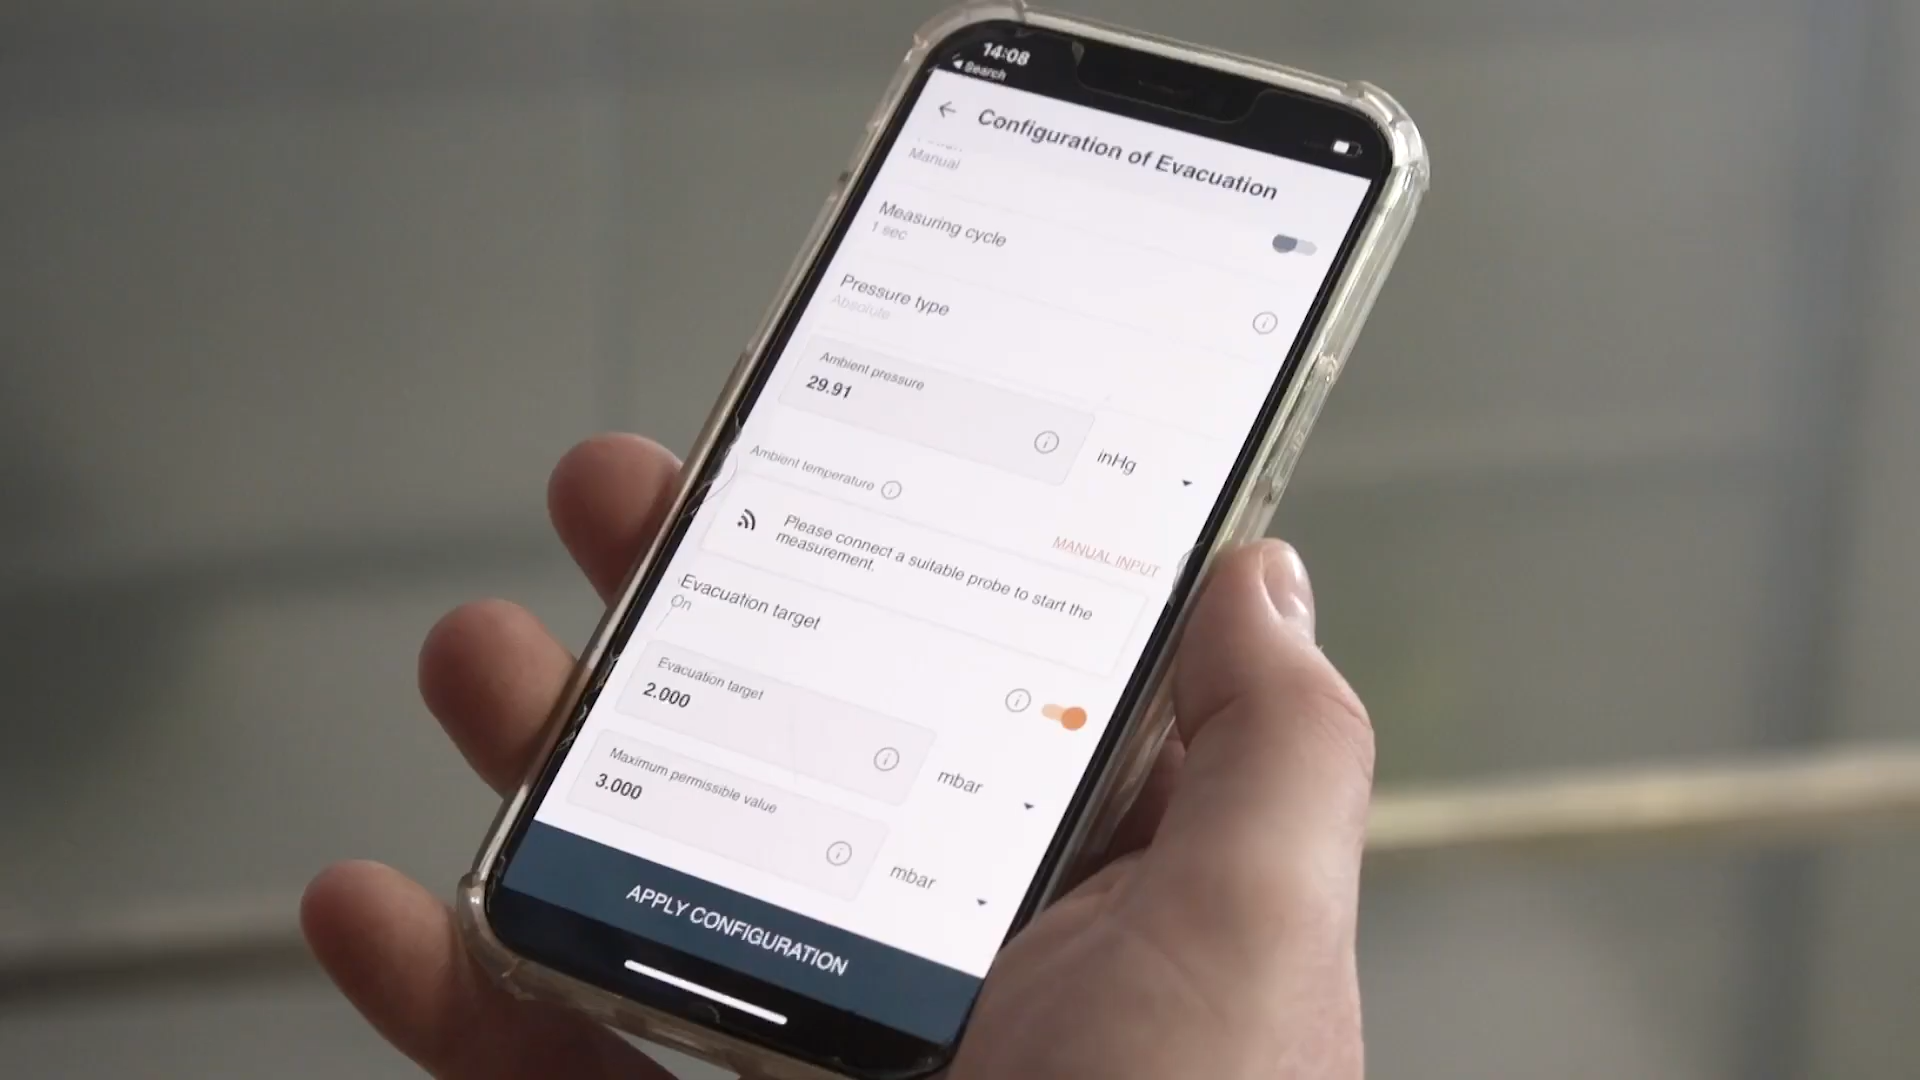 14:08
Search
Configuration of Evacuation
Manual
Measuring cycle
1 sec
Pressure type
Absolute
Ambient pressure
29.91
inHg
Ambient temperature
MANUAL INPUT
Please connect a suitable probe to start the
measurement.
Evacuation target
On
Evacuation target
2.000
mbar
Maximum permissible value
3.000
mbar
APPLY CONFIGURATION